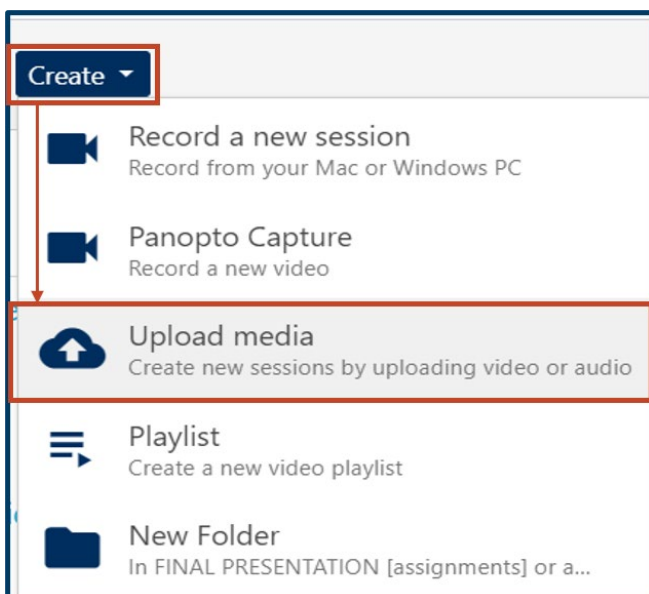 Create
Record a new session
Record from your Mac or Windows PC
Panopto Capture
Record a new video
Upload media
Create new sessions by uploading video or audio
Playlist
Create a new video playlist
New Folder
In FINAL PRESENTATION [assignments] or a...